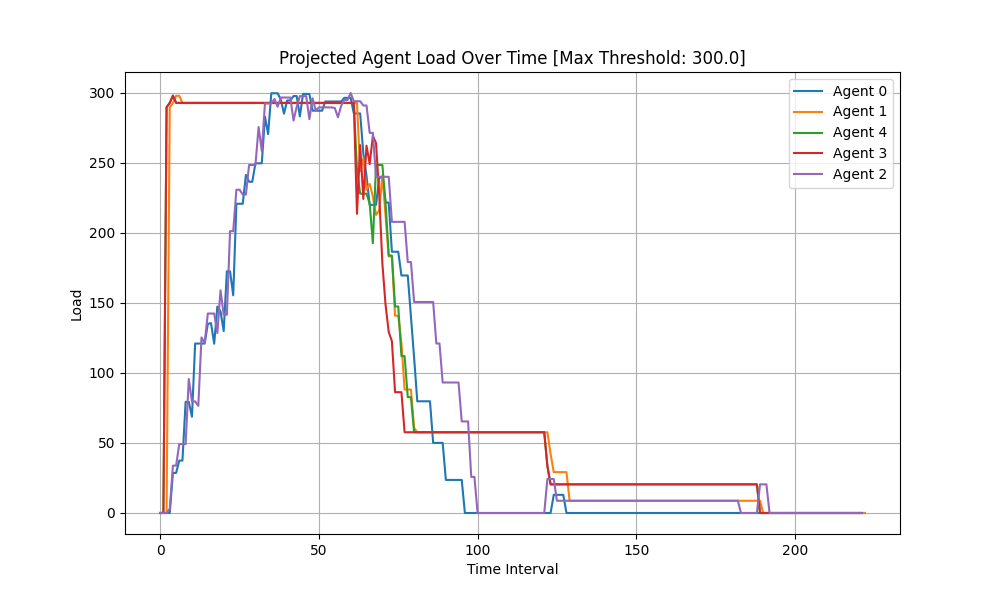 Projected Agent Load Over Time [Max Threshold: 300.0]
Load
300
250
200
150
100
50
0
0 50 100 150 200
Time Interval
Agent 0
Agent 1
Agent 4
Agent 3
Agent 2